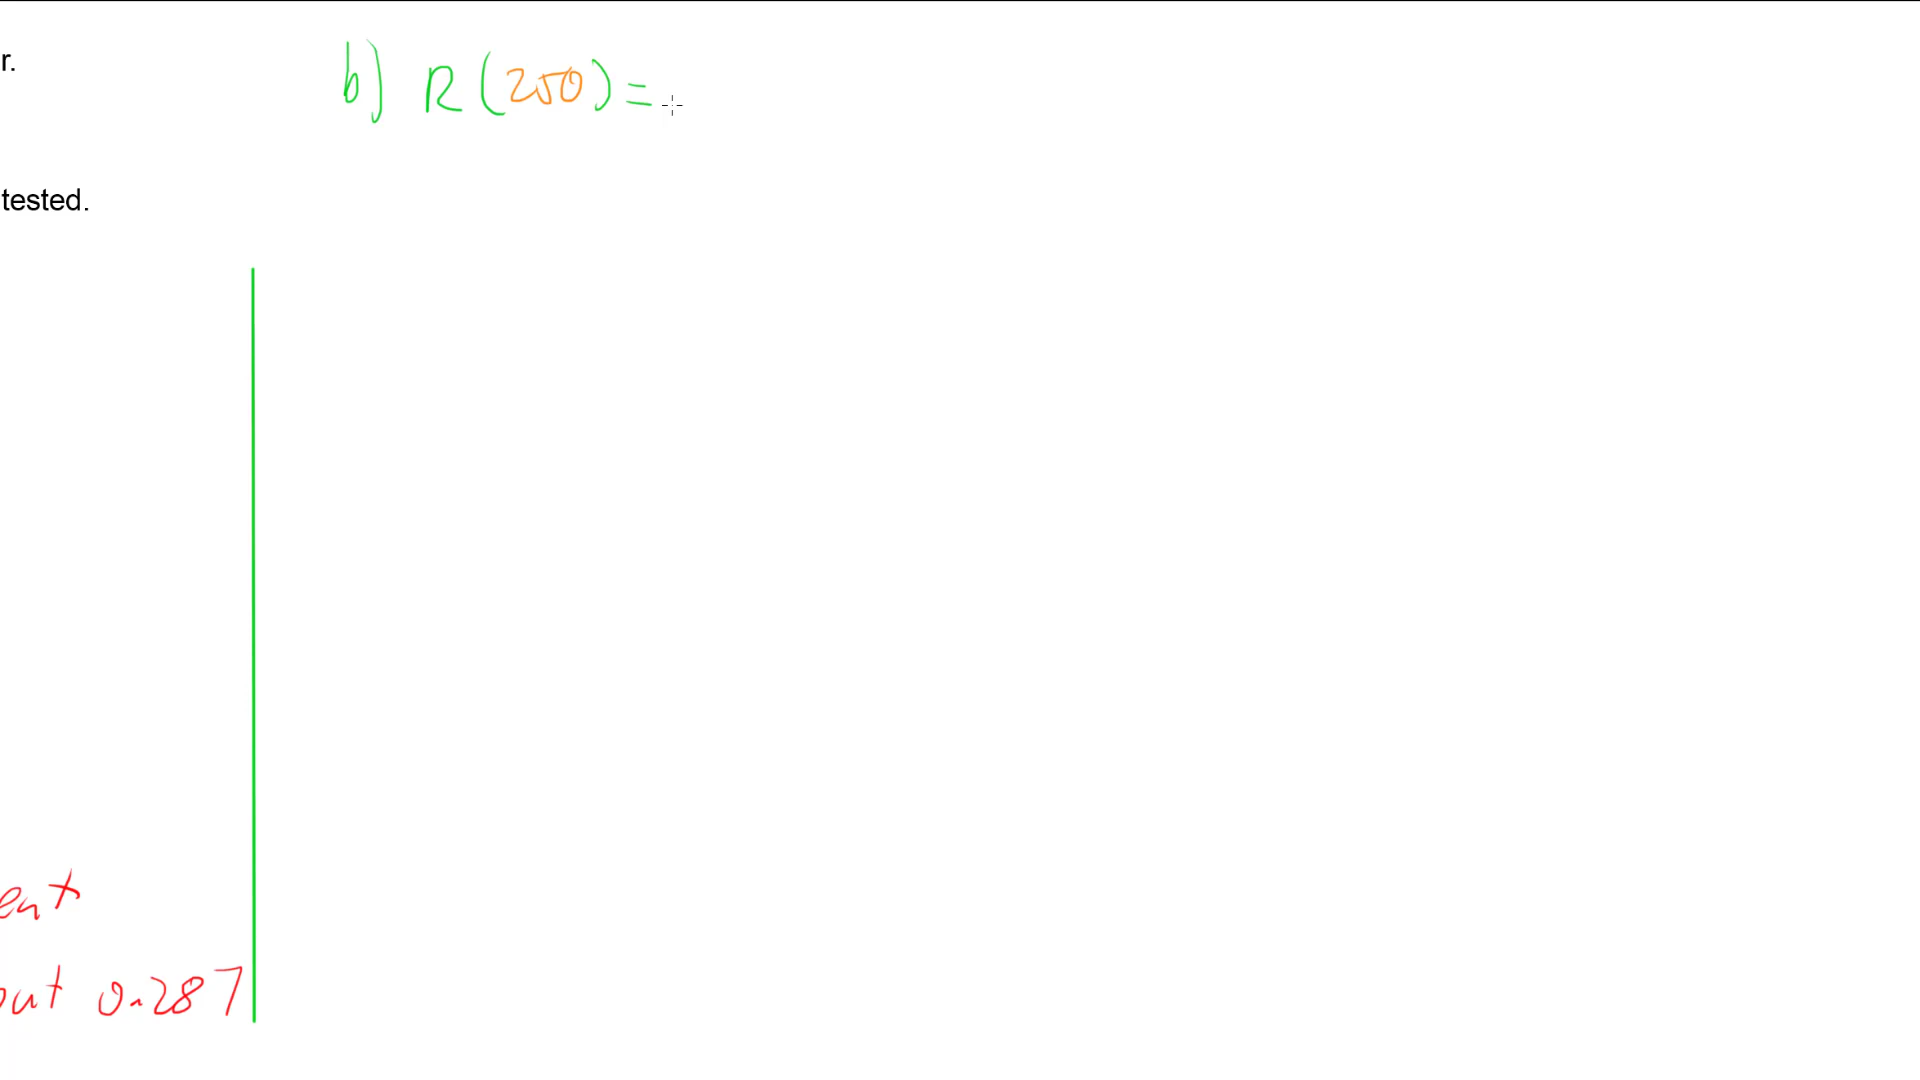 r.
b) R(250)=
tested.
ent
out 0.287